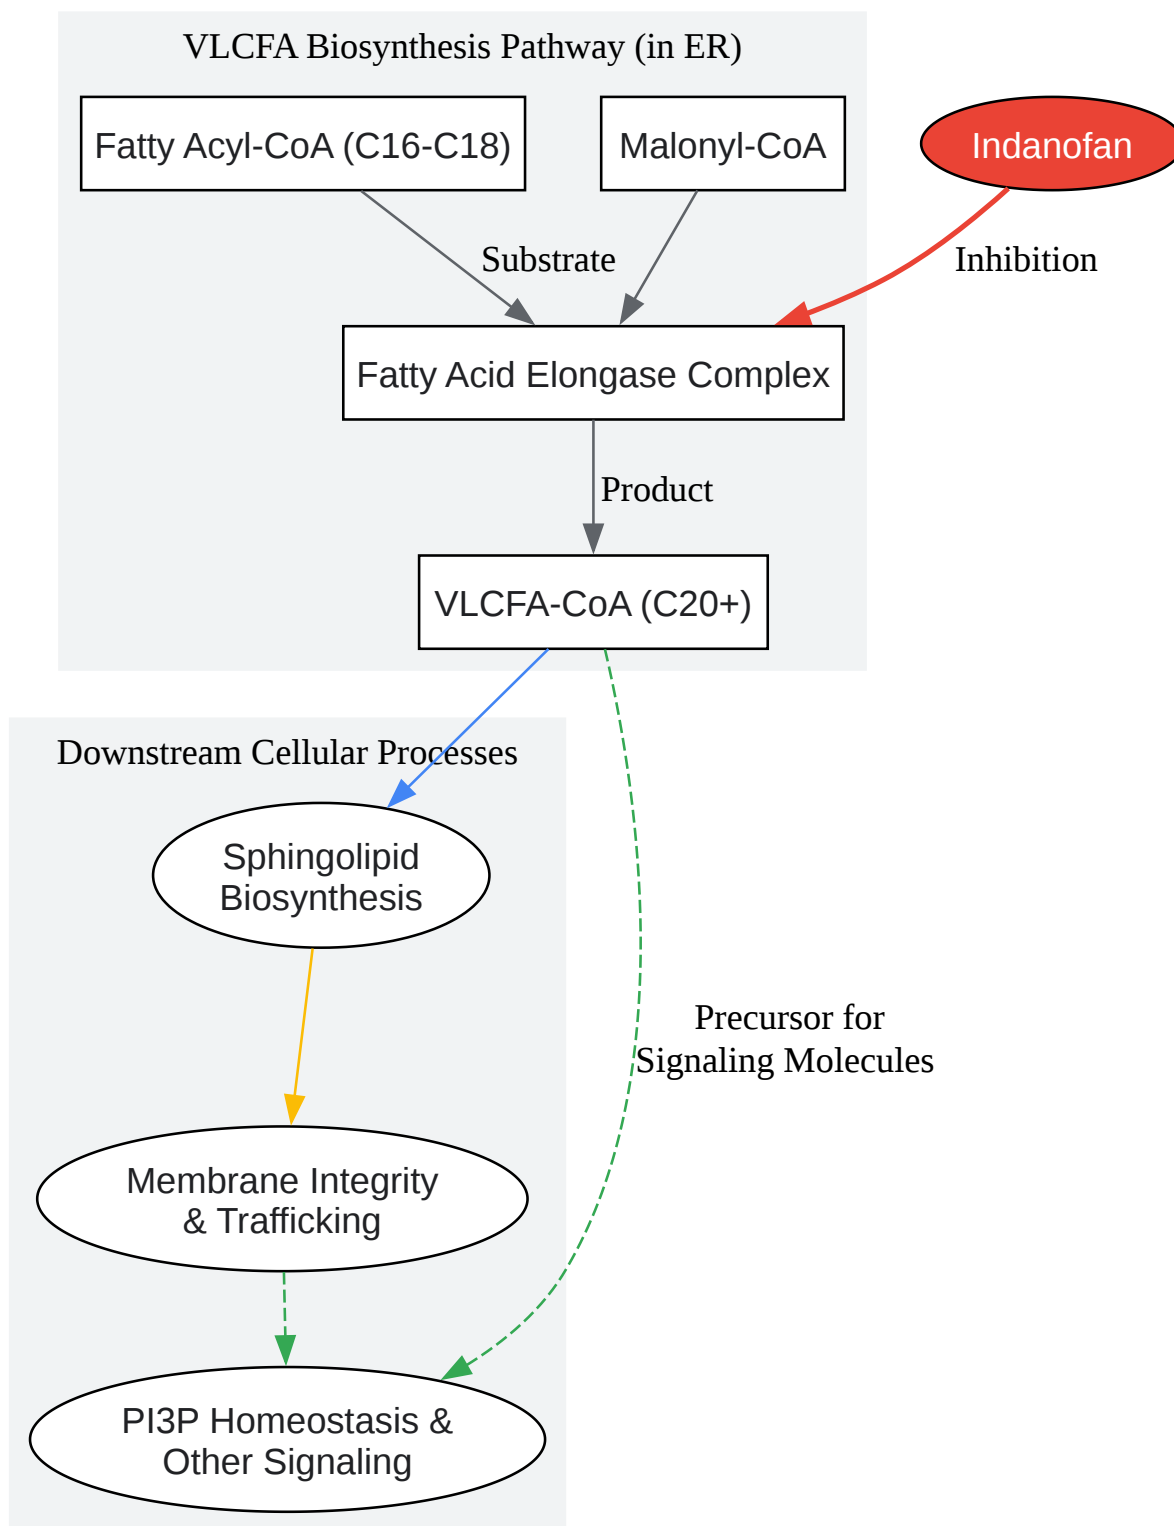 VLCFA Biosynthesis Pathway (in ER)
Fatty Acyl-CoA (C16-C18)
Malonyl-CoA
Indanofan
Substrate
Inhibition
Fatty Acid Elongase Complex
Product
VLCFA-CoA (C20+)
Downstream Cellular Processes
Sphingolipid
Biosynthesis
Precursor for
Signaling Molecules
Membrane Integrity
& Trafficking
PI3P Homeostasis &
Other Signaling